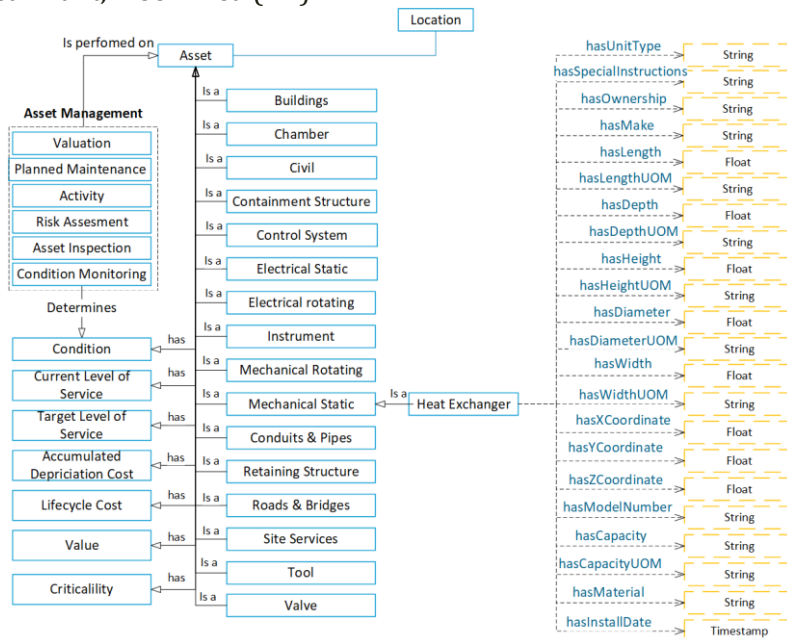 Location
Is perfomed on
Asset
Asset Management
Valuation
Planned Maintenance
Activity
Risk Assesment
Asset Inspection
Condition Monitoring
Determines
Condition
Current Level of
Service
Target Level of
Service
Accumulated
Depriciation Cost
Lifecycle Cost
Value
Criticalility
has
has
has
has
has
has
has
Is a
Buildings
Is a
Chamber
Is a
Civil
Is a
Containment Structure
Is a
Control System
Is a
Electrical Static
Is a
Electrical rotating
Is a
Instrument
Is a
Mechanical Rotating
Is a
Mechanical Static
Is a
Conduits & Pipes
Is a
Retaining Structure
Is a
Roads & Bridges
Is a
Site Services
Is a
Tool
Is a
Valve
Is a
Heat Exchanger
hasUnitType
String
hasSpecialInstructions
String
hasOwnership
String
hasMake
String
hasLength
Float
hasLengthUOM
String
hasDepth
Float
hasDepthUOM
String
hasHeight
Float
hasHeightUOM
String
hasDiameter
Float
hasDiameterUOM
String
hasWidth
Float
hasWidthUOM
String
hasXCoordinate
Float
hasYCoordinate
Float
hasZCoordinate
Float
hasModelNumber
String
hasCapacity
String
hasCapacityUOM
String
hasMaterial
String
hasInstallDate
Timestamp